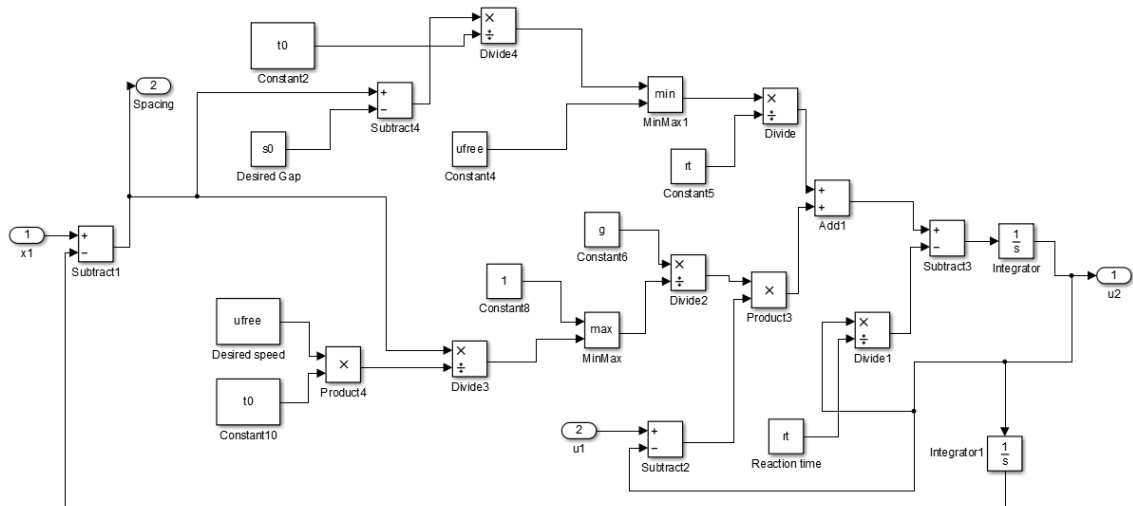 t0
×
÷
Divide4
Constant2
2
Spacing
+
−
Subtract4
s0
Desired Gap
ufree
Constant4
min
MinMax1
×
÷
Divide
rt
Constant5
+
+
Add1
1
x1
+
−
Subtract1
g
Constant6
×
÷
Divide2
1
Constant8
max
MinMax
×
Product3
+
−
Subtract3
1
s
Integrator
1
u2
ufree
Desired speed
×
Product4
t0
Constant10
×
÷
Divide3
×
÷
Divide1
2
u1
+
−
Subtract2
rt
Reaction time
Integrator1
1
s